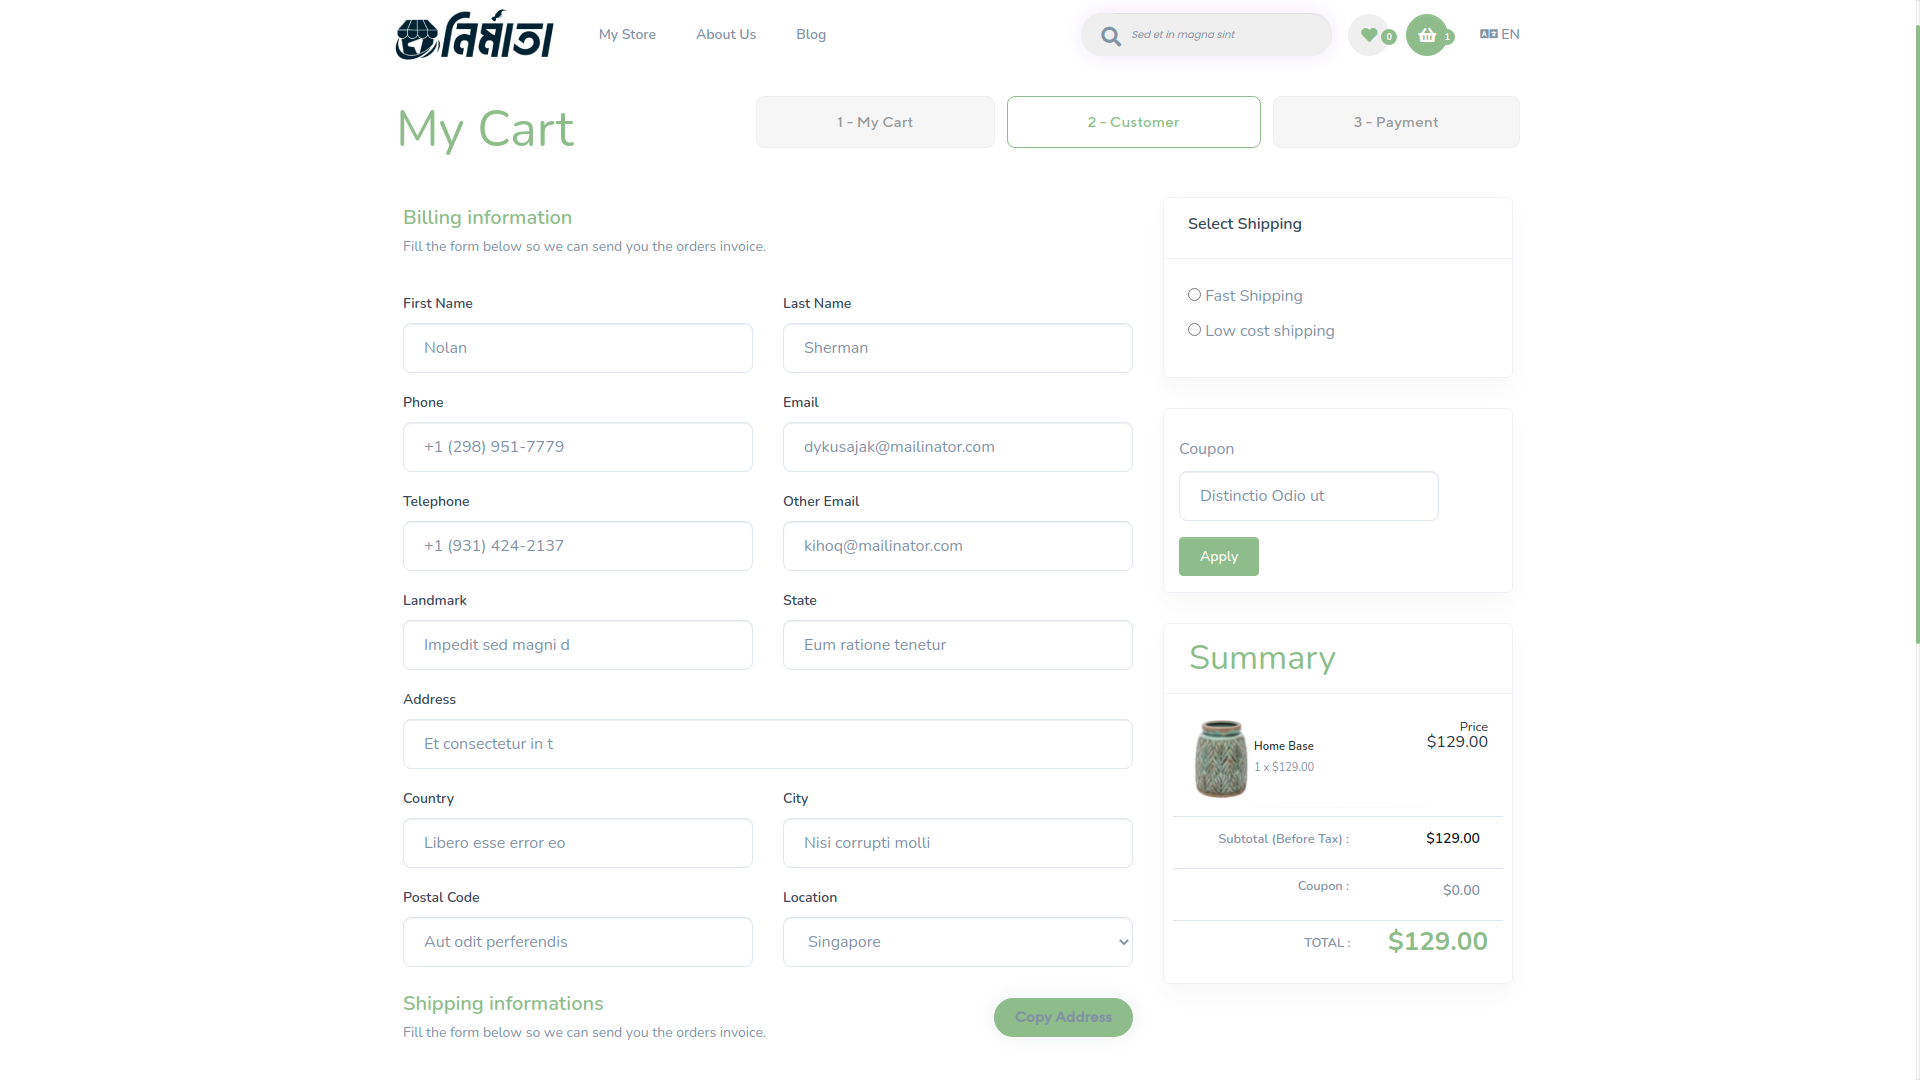 নির্মাতা
My Store
About Us
Blog
Sed et in magna sint
0
1
EN
My Cart
1 - My Cart
2 - Customer
3 - Payment
Billing information
Fill the form below so we can send you the orders invoice.
First Name
Last Name
Nolan
Sherman
Phone
Email
+1 (298) 951-7779
dykusajak@mailinator.com
Telephone
Other Email
+1 (931) 424-2137
kihoq@mailinator.com
Landmark
State
Impedit sed magni d
Eum ratione tenetur
Address
Et consectetur in t
Country
City
Libero esse error eo
Nisi corrupti molli
Postal Code
Location
Aut odit perferendis
Singapore
Shipping informations
Fill the form below so we can send you the orders invoice.
Copy Address
Select Shipping
Fast Shipping
Low cost shipping
Coupon
Distinctio Odio ut
Apply
Summary
Home Base
1 x $129.00
Price
$129.00
Subtotal (Before Tax) :
$129.00
Coupon :
$0.00
TOTAL :
$129.00